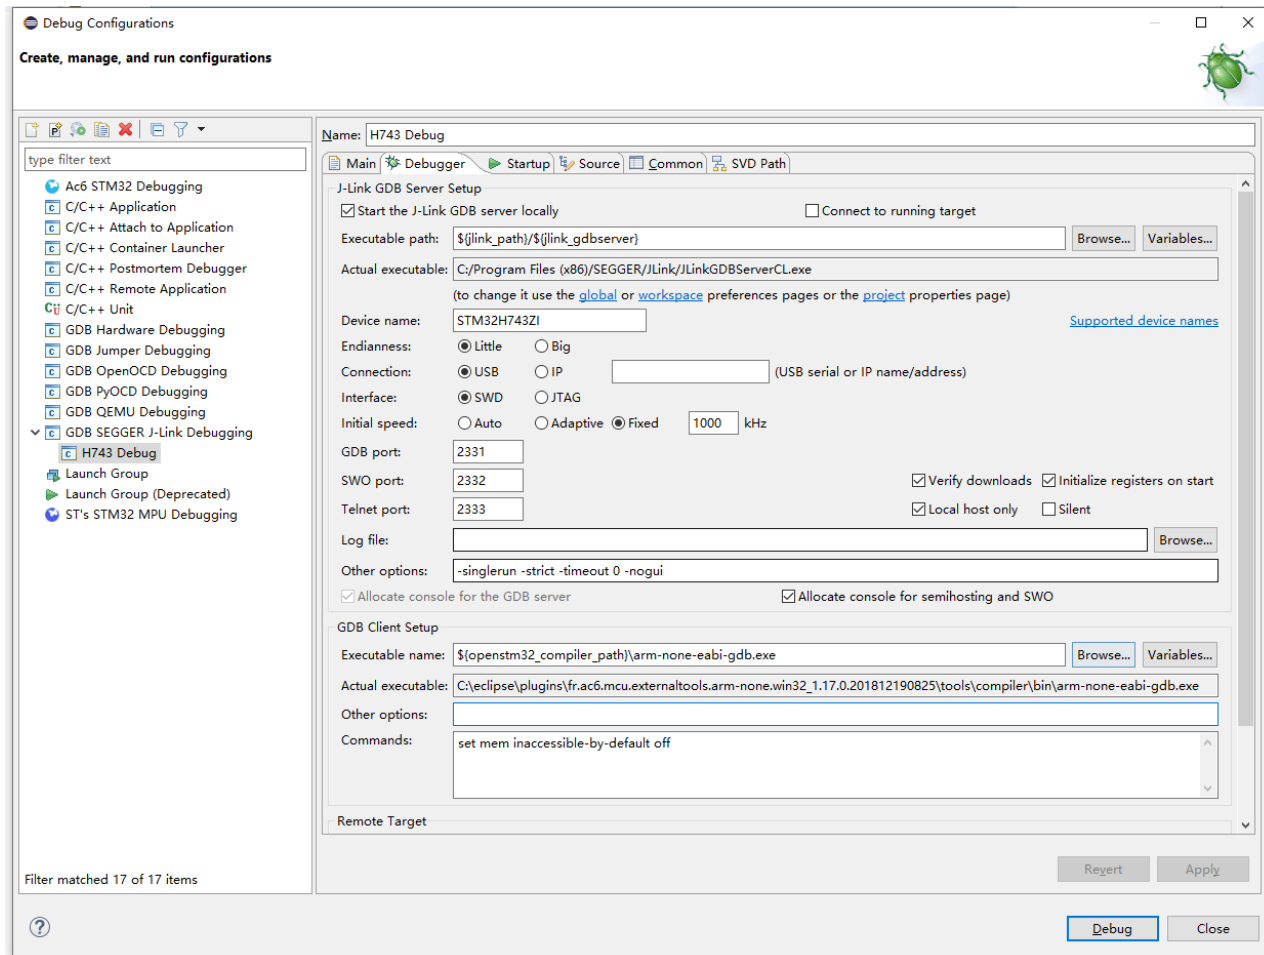 Debug Configurations
Create, manage, and run configurations
type filter text
Ac6 STM32 Debugging
C/C++ Application
C/C++ Attach to Application
C/C++ Container Launcher
C/C++ Postmortem Debugger
C/C++ Remote Application
C/C++ Unit
GDB Hardware Debugging
GDB Jumper Debugging
GDB OpenOCD Debugging
GDB PyOCD Debugging
GDB QEMU Debugging
GDB SEGGER J-Link Debugging
H743 Debug
Launch Group
Launch Group (Deprecated)
ST's STM32 MPU Debugging
Filter matched 17 of 17 items
Name: H743 Debug
Main Debugger Startup Source Common SVD Path
J-Link GDB Server Setup
Start the J-Link GDB server locally Connect to running target
Executable path: ${jlink_path}/${jlink_gdbserver} Browse... Variables...
Actual executable: C:/Program Files (x86)/SEGGER/JLink/JLinkGDBServerCL.exe
(to change it use the global or workspace preferences pages or the project properties page)
Device name: STM32H743ZI Supported device names
Endianness: Little Big
Connection: USB IP (USB serial or IP name/address)
Interface: SWD JTAG
Initial speed: Auto Adaptive Fixed 1000 kHz
GDB port: 2331
SWO port: 2332 Verify downloads Initialize registers on start
Telnet port: 2333 Local host only Silent
Log file: Browse...
Other options: -singlerun -strict -timeout 0 -nogui
Allocate console for the GDB server Allocate console for semihosting and SWO
GDB Client Setup
Executable name: ${openstm32_compiler_path}\arm-none-eabi-gdb.exe Browse... Variables...
Actual executable: C:\eclipse\plugins\fr.ac6.mcu.externaltools.arm-none.win32_1.17.0.201812190825\tools\compiler\bin\arm-none-eabi-gdb.exe
Other options:
Commands: set mem inaccessible-by-default off
Remote Target
Revert Apply
? Debug Close